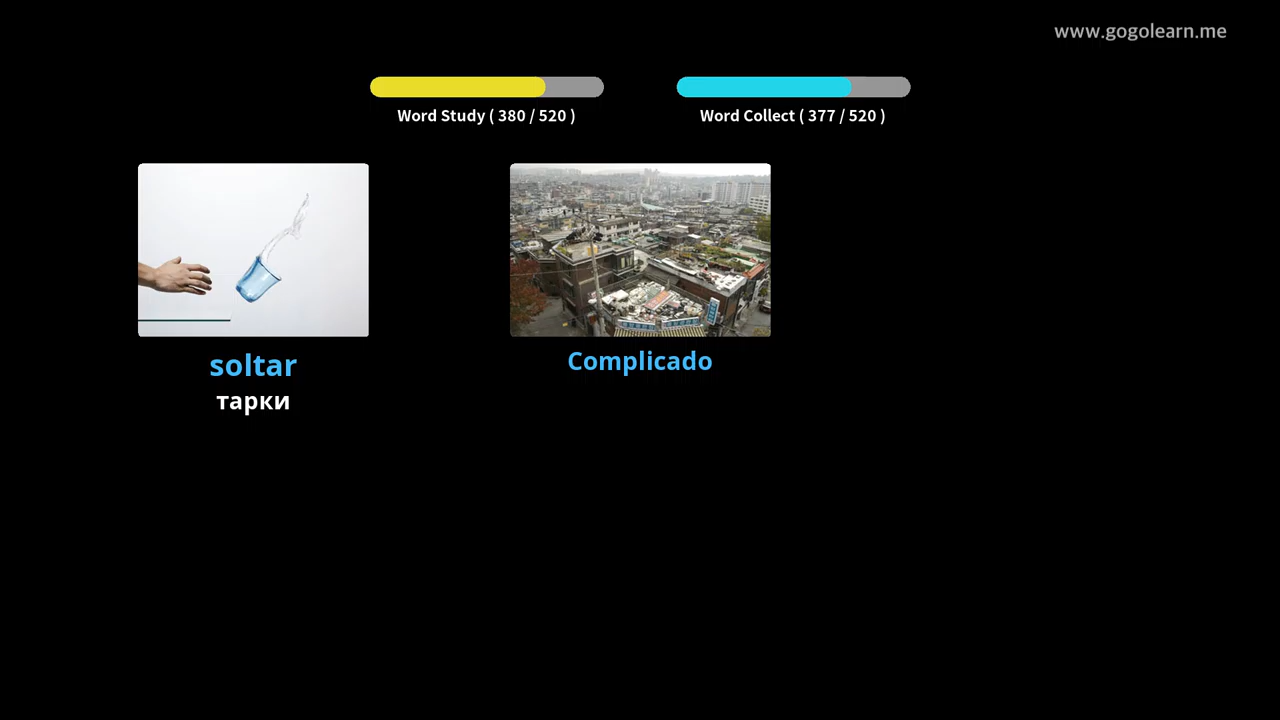 www.gogolearn.me
Word Study ( 380 / 520 )
Word Collect ( 377 / 520 )
soltar
тарки
Complicado